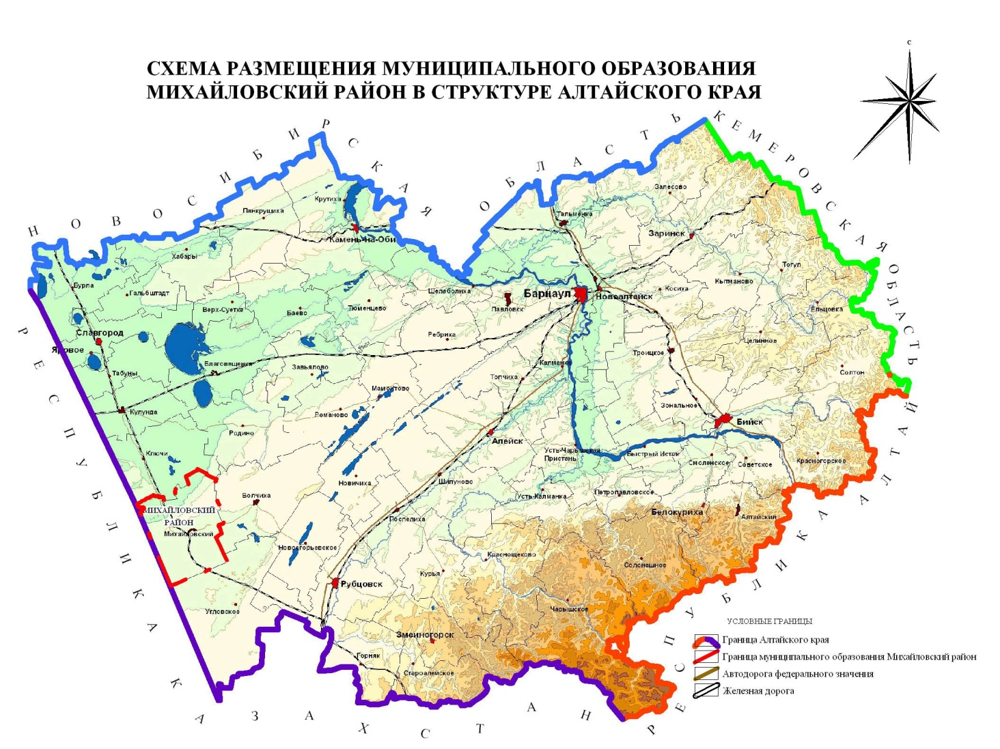 с
СХЕМА РАЗМЕЩЕНИЯ МУНИЦИПАЛЬНОГО ОБРАЗОВАНИЯ
МИХАЙЛОВСКИЙ РАЙОН В СТРУКТУРЕ АЛТАЙСКОГО КРАЯ
НОВОСИБИРСКАЯ ОБЛАСТЬ
КЕМЕРОВСКАЯ ОБЛАСТЬ
РЕСПУБЛИКА АЛТАЙ
РЕСПУБЛИКА КАЗАХСТАН
Залесово
Крутиха
Панкрушиха
Тальменка
Заринск
Камень-на-Оби
Хабары
Тогул
Бурла
Кытманово
Гальбштадт
Шелаболиха
Барнаул
Новоалтайск
Косиха
Верх-Суетка
Баево
Тюменцево
Павловск
Ельцовка
Славгород
Ребриха
Целинное
Яровое
Троицкое
Благовещенка
Завьялово
Калманка
Табуны
Топчиха
Солтон
Мамонтово
Кулунда
Романово
Зональное
Бийск
Родино
Алейск
Ключи
Усть-Чарышская
Пристань
Быстрый Исток
Смоленское
Советское
Красногорское
Новичиха
Шипуново
Волчиха
Усть-Калманка
Петропавловское
МИХАЙЛОВСКИЙ
РАЙОН
Белокуриха
Алтайский
Поспелиха
Михайловский
Новоегорьевское
Краснощеково
Солонешное
Курья
Рубцовск
Угловское
Чарышское
Змеиногорск
Горняк
Староалейское
УСЛОВНЫЕ ГРАНИЦЫ
Граница Алтайского края
Граница муниципального образования Михайловский район
Автодорога федерального значения
Железная дорога